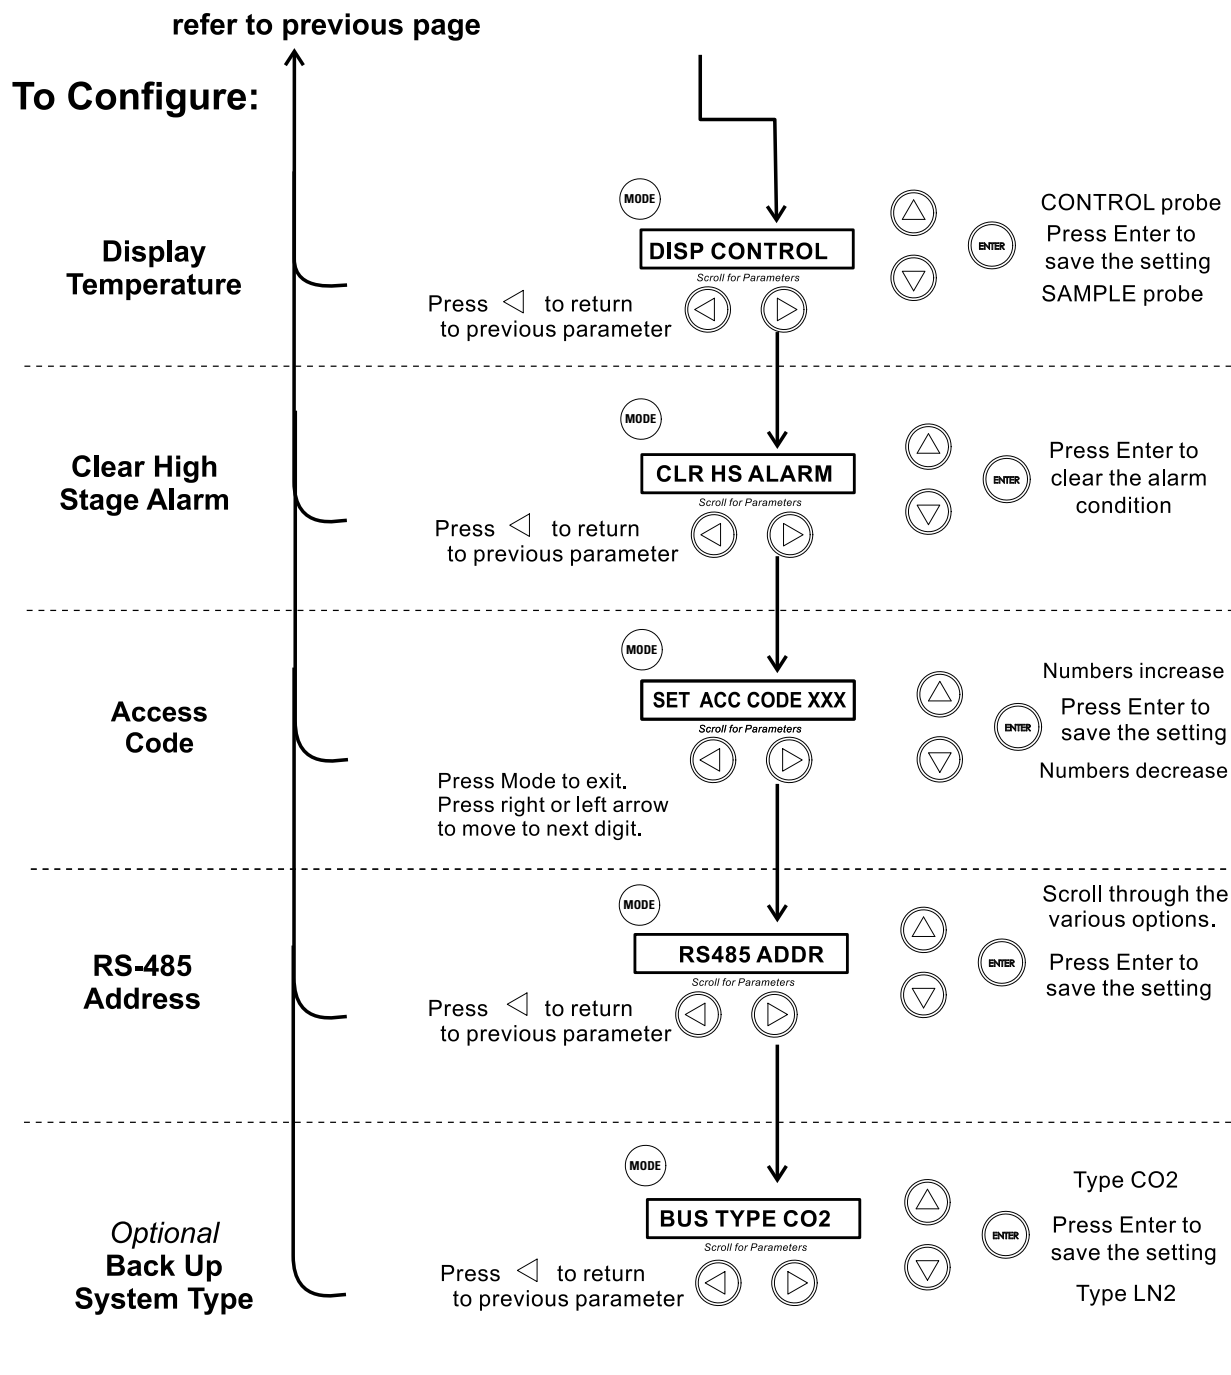 refer to previous page
To Configure:
MODE
Display
Temperature
DISP CONTROL
Scroll for Parameters
Press ◁ to return
to previous parameter
ENTER
CONTROL probe
Press Enter to
save the setting
SAMPLE probe
MODE
Clear High
Stage Alarm
CLR HS ALARM
Scroll for Parameters
Press ◁ to return
to previous parameter
ENTER
Press Enter to
clear the alarm
condition
MODE
Access
Code
SET ACC CODE XXX
Scroll for Parameters
Press Mode to exit.
Press right or left arrow
to move to next digit.
ENTER
Numbers increase
Press Enter to
save the setting
Numbers decrease
MODE
RS-485
Address
RS485 ADDR
Scroll for Parameters
Press ◁ to return
to previous parameter
ENTER
Scroll through the
various options.
Press Enter to
save the setting
MODE
Optional
Back Up
System Type
BUS TYPE CO2
Scroll for Parameters
Press ◁ to return
to previous parameter
ENTER
Type CO2
Press Enter to
save the setting
Type LN2